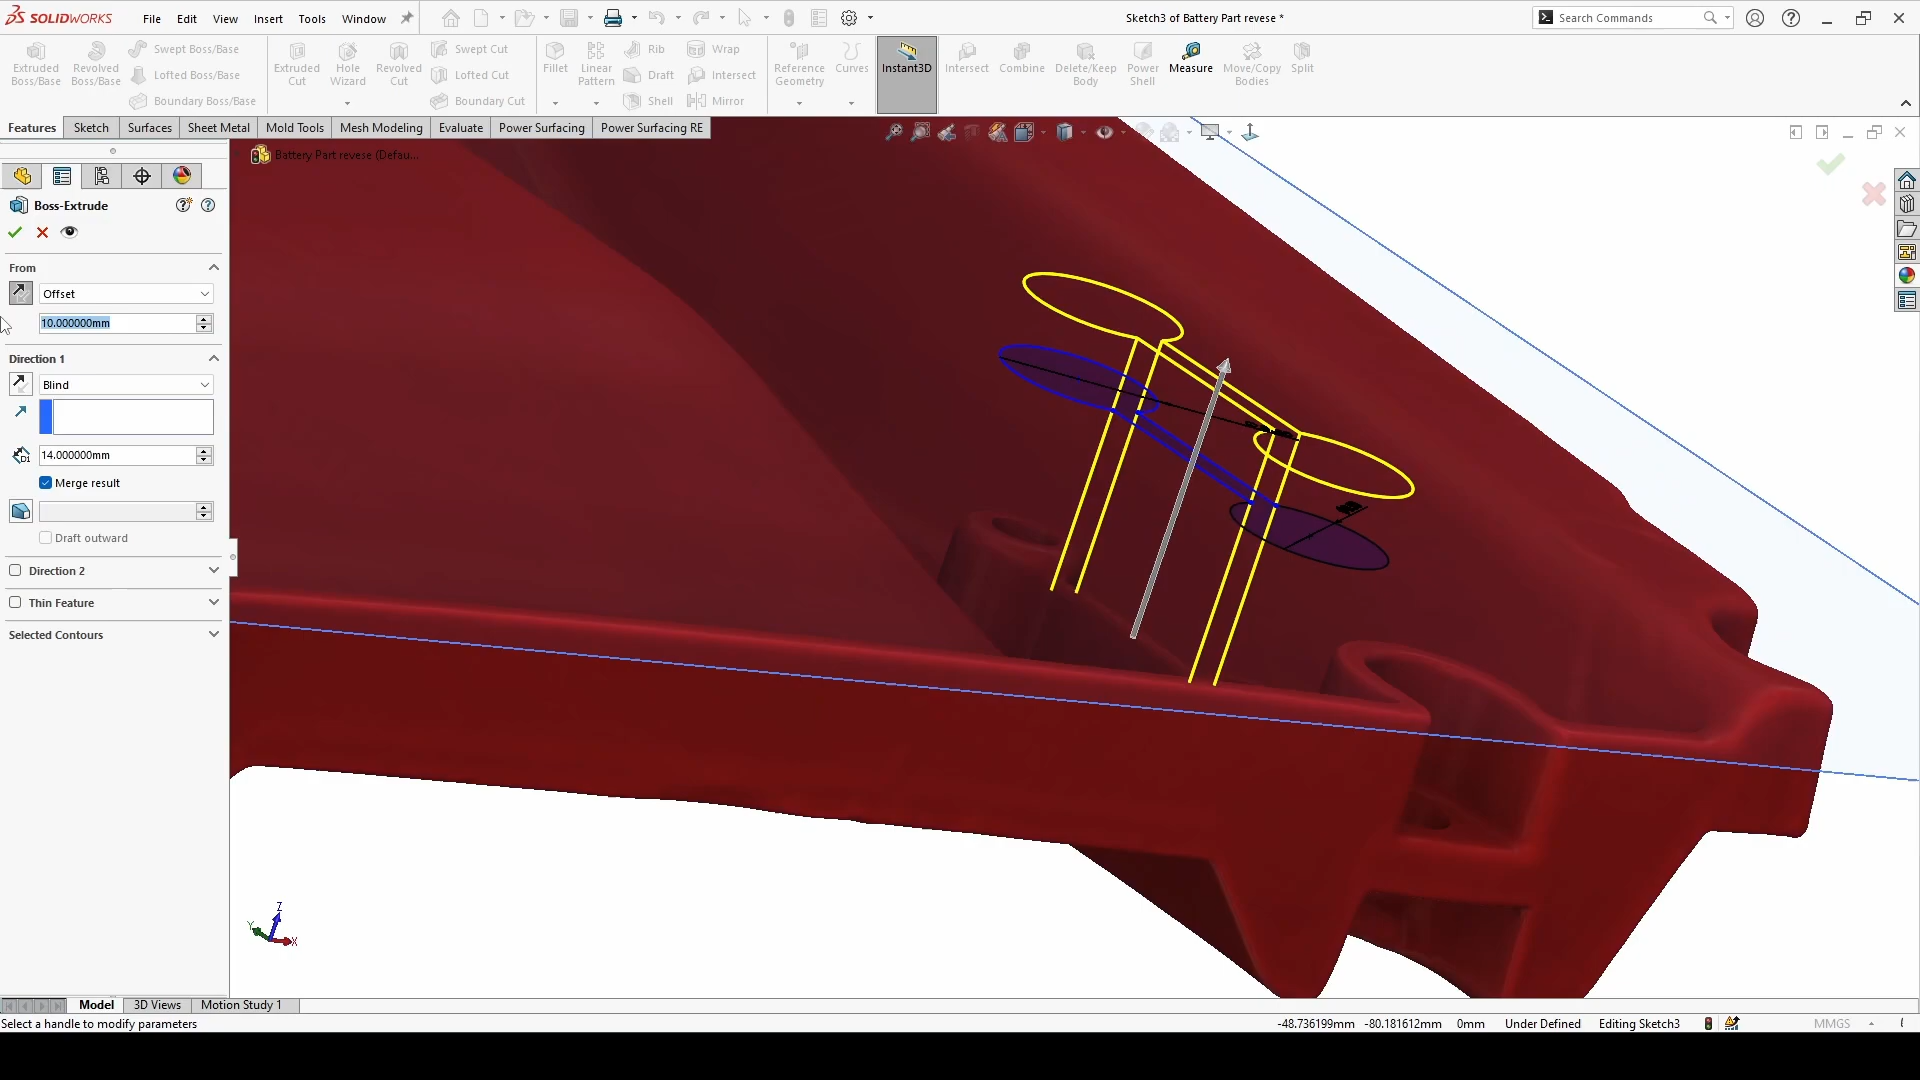 SOLIDWORKS
File Edit View Insert Tools Window
Sketch3 of Battery Part revese *
Search Commands
Extruded Boss/Base
Revolved Boss/Base
Swept Boss/Base
Lofted Boss/Base
Boundary Boss/Base
Extruded Cut
Hole Wizard
Revolved Cut
Swept Cut
Lofted Cut
Boundary Cut
Fillet
Linear Pattern
Rib
Draft
Shell
Wrap
Intersect
Mirror
Reference Geometry
Curves
Instant3D
Intersect
Combine
Delete/Keep Body
Power Shell
Measure
Move/Copy Bodies
Split
Features Sketch Surfaces Sheet Metal Mold Tools Mesh Modeling Evaluate Power Surfacing Power Surfacing RE
Battery Part revese (Defau...
Boss-Extrude
From
Offset
10.000000mm
Direction 1
Blind
D1
14.000000mm
Merge result
Draft outward
Direction 2
Thin Feature
Selected Contours
Z
Y
X
Model 3D Views Motion Study 1
Select a handle to modify parameters
-48.736199mm -80.181612mm 0mm Under Defined Editing Sketch3 MMGS